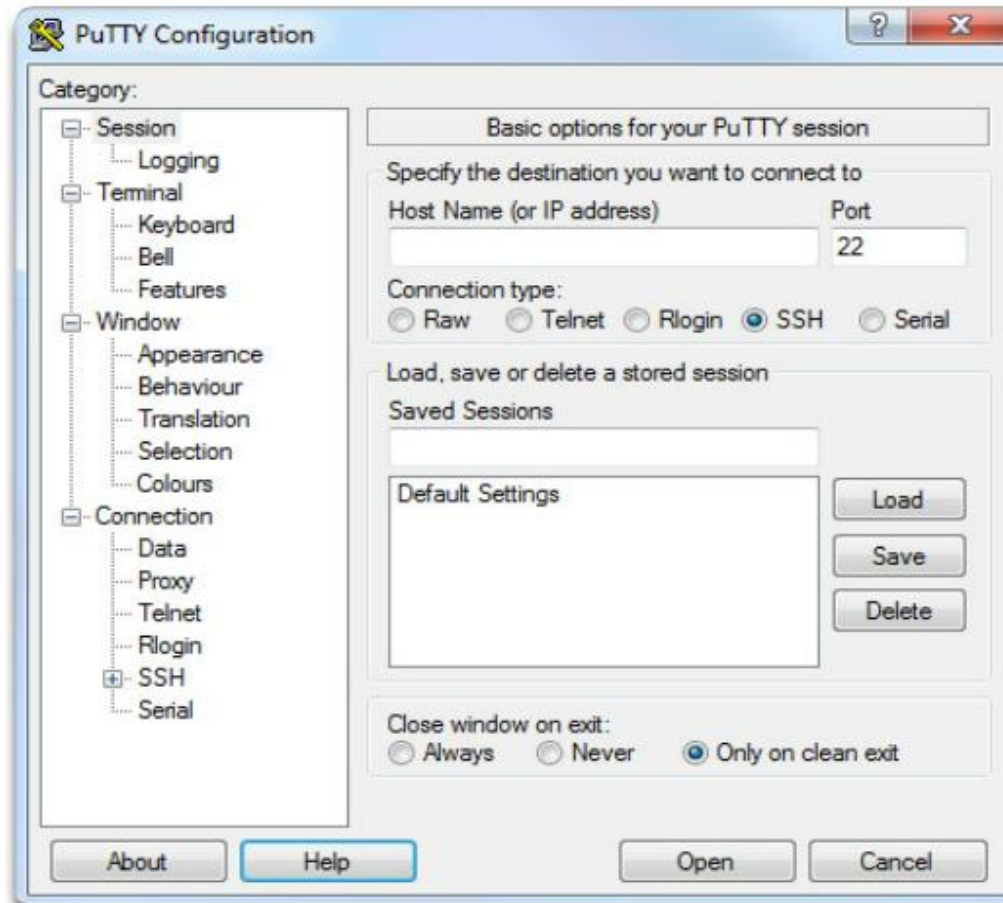 PuTTY Configuration
?
X
Category:
Session
Logging
Terminal
Keyboard
Bell
Features
Window
Appearance
Behaviour
Translation
Selection
Colours
Connection
Data
Proxy
Telnet
Rlogin
SSH
Serial
Basic options for your PuTTY session
Specify the destination you want to connect to
Host Name (or IP address) Port
22
Connection type:
Raw Telnet Rlogin SSH Serial
Load, save or delete a stored session
Saved Sessions
Default Settings
Load
Save
Delete
Close window on exit:
Always Never Only on clean exit
About Help Open Cancel